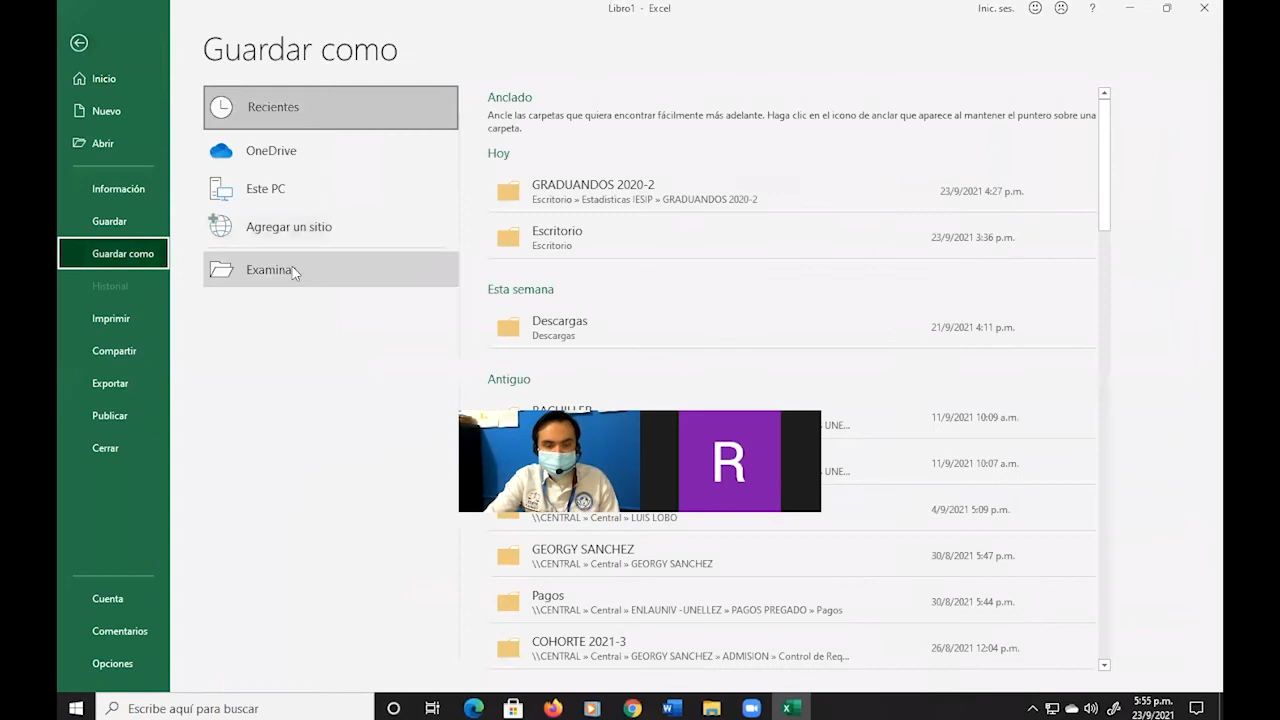 Libro1 - Excel
Inic. ses.
?
Guardar como
Inicio
Nuevo
Abrir
Información
Guardar
Guardar como
Historial
Imprimir
Compartir
Exportar
Publicar
Cerrar
Cuenta
Comentarios
Opciones
Recientes
OneDrive
Este PC
Agregar un sitio
Anclado
Ancle las carpetas que quiera encontrar fácilmente más adelante. Haga clic en el icono de anclar que aparece al mantener el puntero sobre una
carpeta.
Hoy
GRADUANDOS 2020-2
23/9/2021 4:27 p.m.
Escritorio » Estadisticas IESIP » GRADUANDOS 2020-2
Escritorio
23/9/2021 3:36 p.m.
Escritorio
Esta semana
Descargas
21/9/2021 4:11 p.m.
Descargas
Antiguo
11/9/2021 10:09 a.m.
UNE...
11/9/2021 10:07 a.m.
UNE...
4/9/2021 5:09 p.m.
\\CENTRAL » Central » LUIS LOBO
R
GEORGY SANCHEZ
30/8/2021 5:47 p.m.
\\CENTRAL » Central » GEORGY SANCHEZ
Pagos
30/8/2021 5:44 p.m.
\\CENTRAL » Central » ENLAUNIV -UNELLEZ » PAGOS PREGADO » Pagos
COHORTE 2021-3
26/8/2021 12:04 p.m.
\\CENTRAL » Central » GEORGY SANCHEZ » ADMISION » Control de Req...
Escribe aquí para buscar
5:55 p.m.
23/9/2021